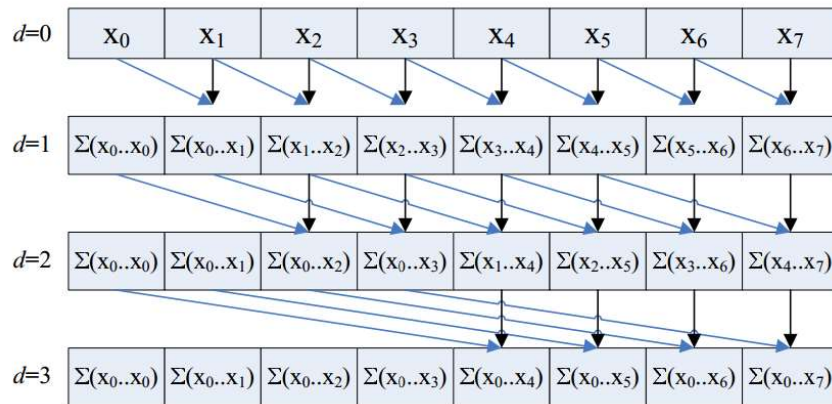 d=0 x₀ x₁ x₂ x₃ x₄ x₅ x₆ x₇
d=1 Σ(x₀..x₀) Σ(x₀..x₁) Σ(x₁..x₂) Σ(x₂..x₃) Σ(x₃..x₄) Σ(x₄..x₅) Σ(x₅..x₆) Σ(x₆..x₇)
d=2 Σ(x₀..x₀) Σ(x₀..x₁) Σ(x₀..x₂) Σ(x₀..x₃) Σ(x₁..x₄) Σ(x₂..x₅) Σ(x₃..x₆) Σ(x₄..x₇)
d=3 Σ(x₀..x₀) Σ(x₀..x₁) Σ(x₀..x₂) Σ(x₀..x₃) Σ(x₀..x₄) Σ(x₀..x₅) Σ(x₀..x₆) Σ(x₀..x₇)